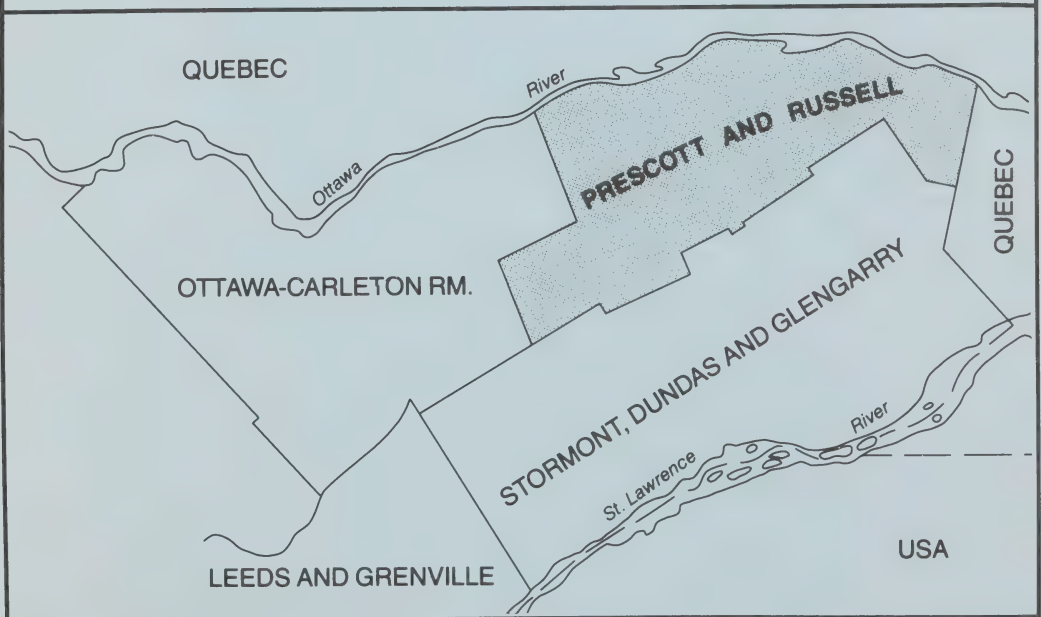 QUEBEC
River
PRESCOTT AND RUSSELL
Ottawa
QUEBEC
OTTAWA-CARLETON RM.
STORMONT, DUNDAS AND GLENGARRY
River
St. Lawrence
USA
LEEDS AND GRENVILLE